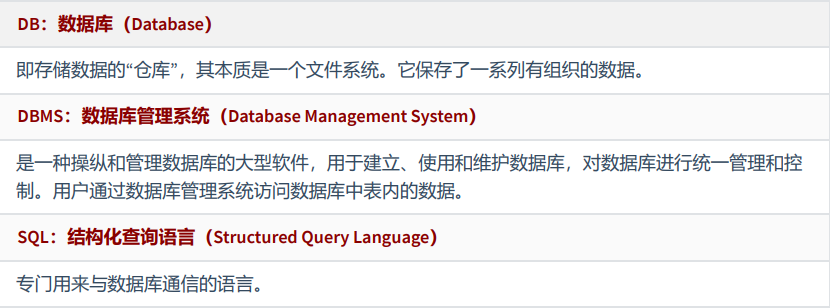 DB：数据库（Database）
即存储数据的“仓库”，其本质是一个文件系统。它保存了一系列有组织的数据。
DBMS：数据库管理系统（Database Management System）
是一种操纵和管理数据库的大型软件，用于建立、使用和维护数据库，对数据库进行统一管理和控
制。用户通过数据库管理系统访问数据库中表内的数据。
SQL：结构化查询语言（Structured Query Language）
专门用来与数据库通信的语言。